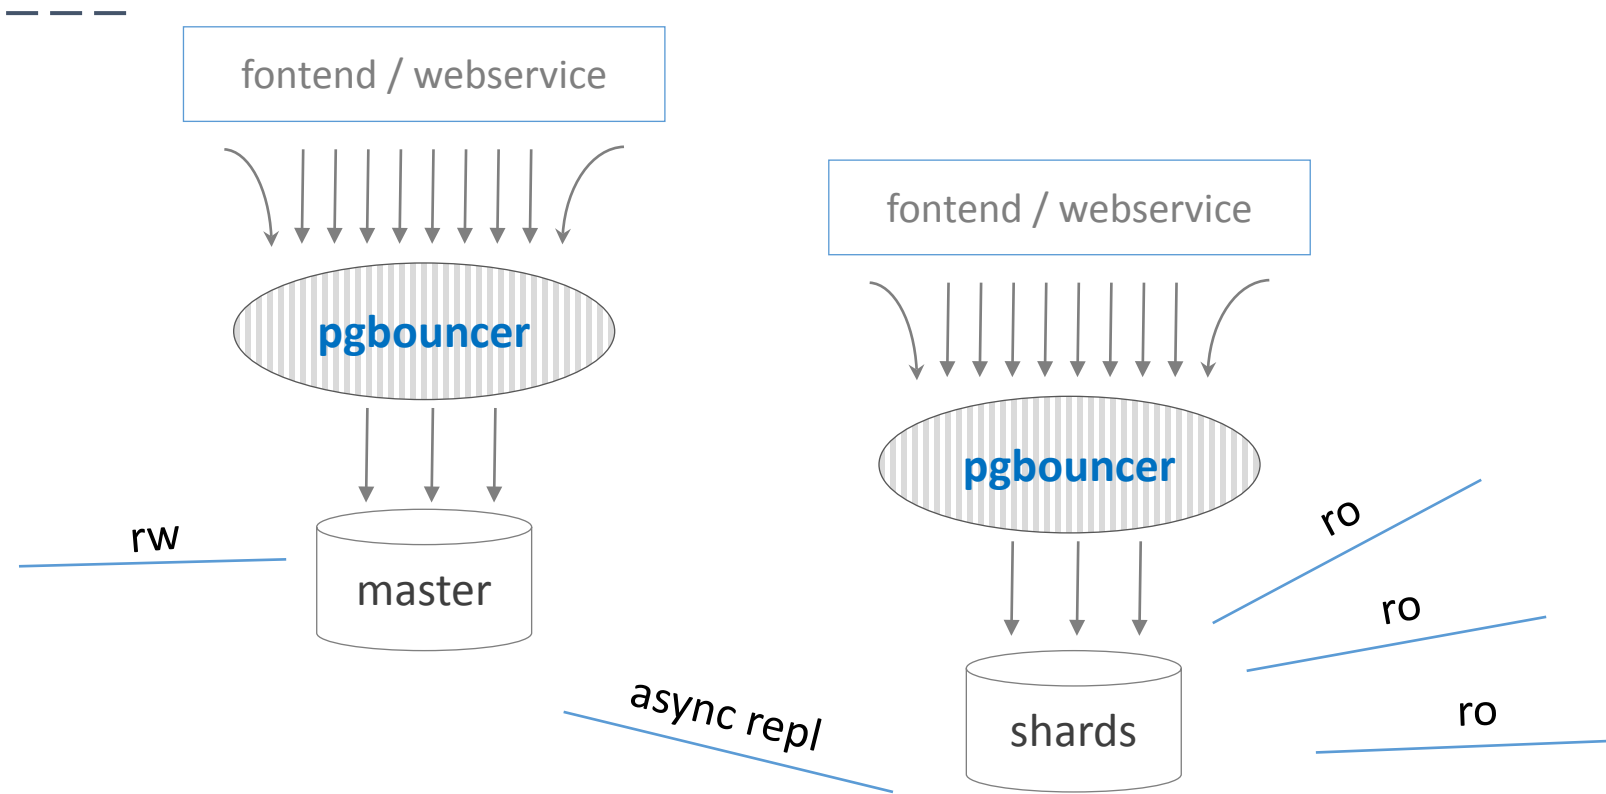 fontend / webservice
fontend / webservice
pgbouncer
pgbouncer
rw
master
ro
ro
ro
async repl
shards